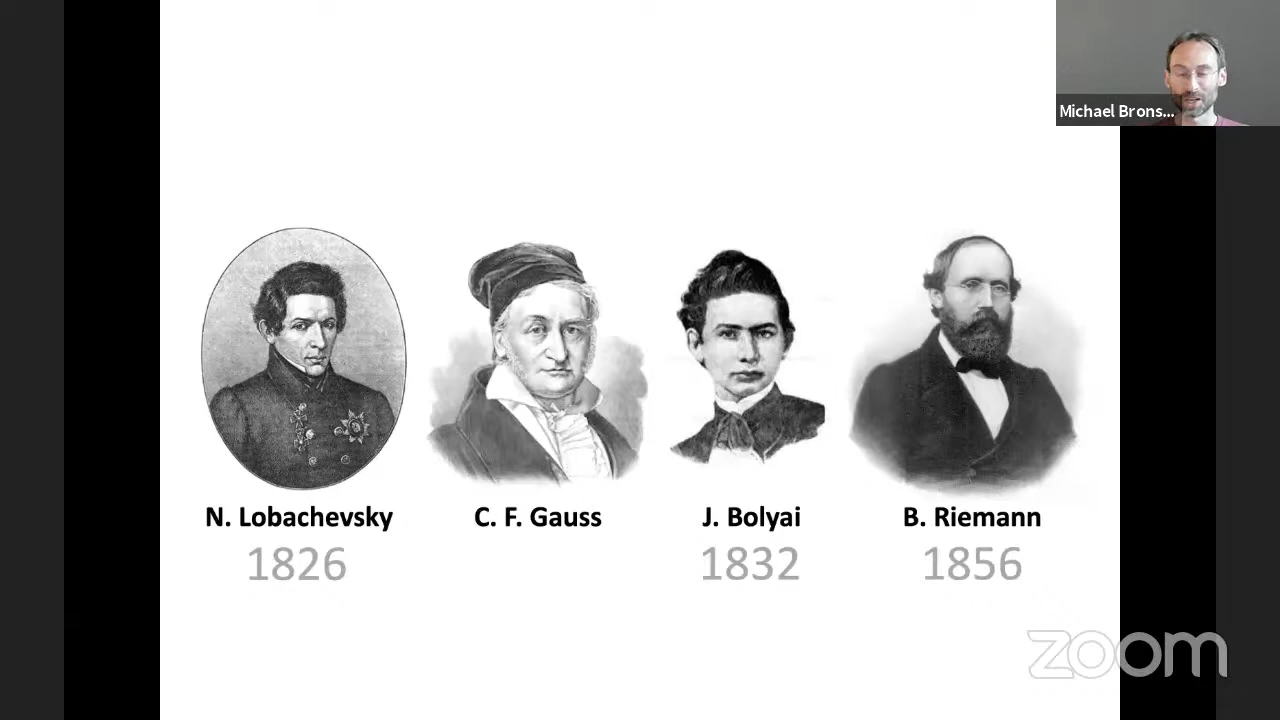 Michael Brons...
N. Lobachevsky
C. F. Gauss
J. Bolyai
B. Riemann
1826
1832
1856
zoom